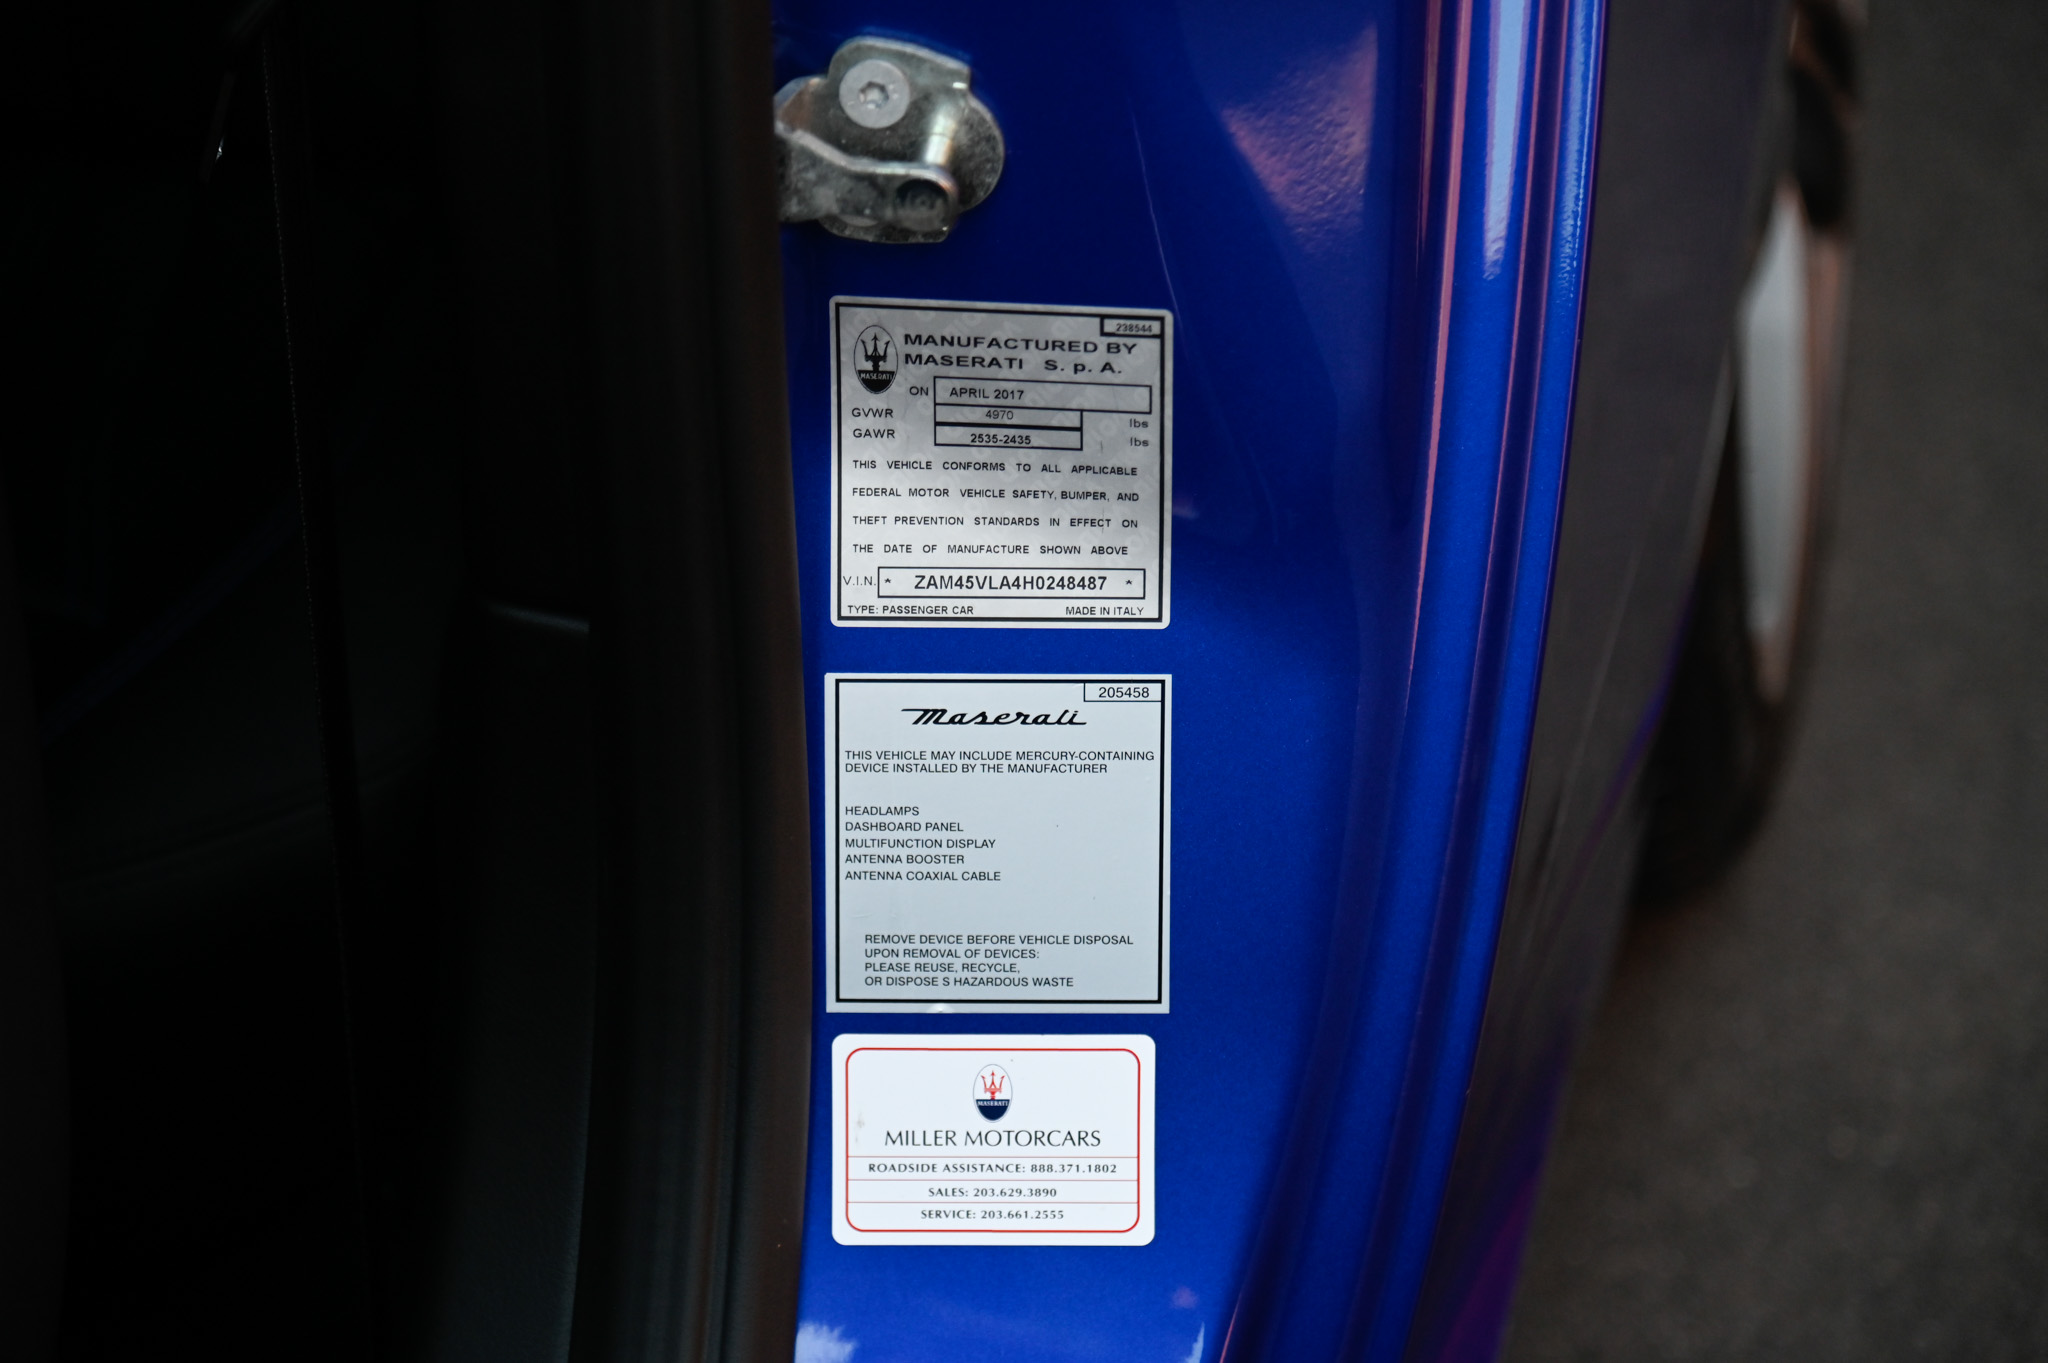 238544
MANUFACTURED BY
MASERATI S. p. A.
MASERATI
ON APRIL 2017
GVWR 4970 lbs
GAWR 2535-2435 lbs
THIS VEHICLE CONFORMS TO ALL APPLICABLE
FEDERAL MOTOR VEHICLE SAFETY, BUMPER, AND
THEFT PREVENTION STANDARDS IN EFFECT ON
THE DATE OF MANUFACTURE SHOWN ABOVE
V.I.N. * ZAM45VLA4H0248487 *
TYPE: PASSENGER CAR MADE IN ITALY
205458
Maserati
THIS VEHICLE MAY INCLUDE MERCURY-CONTAINING
DEVICE INSTALLED BY THE MANUFACTURER
HEADLAMPS
DASHBOARD PANEL
MULTIFUNCTION DISPLAY
ANTENNA BOOSTER
ANTENNA COAXIAL CABLE
REMOVE DEVICE BEFORE VEHICLE DISPOSAL
UPON REMOVAL OF DEVICES:
PLEASE REUSE, RECYCLE,
OR DISPOSE S HAZARDOUS WASTE
MASERATI
MILLER MOTORCARS
ROADSIDE ASSISTANCE: 888.371.1802
SALES: 203.629.3890
SERVICE: 203.661.2555